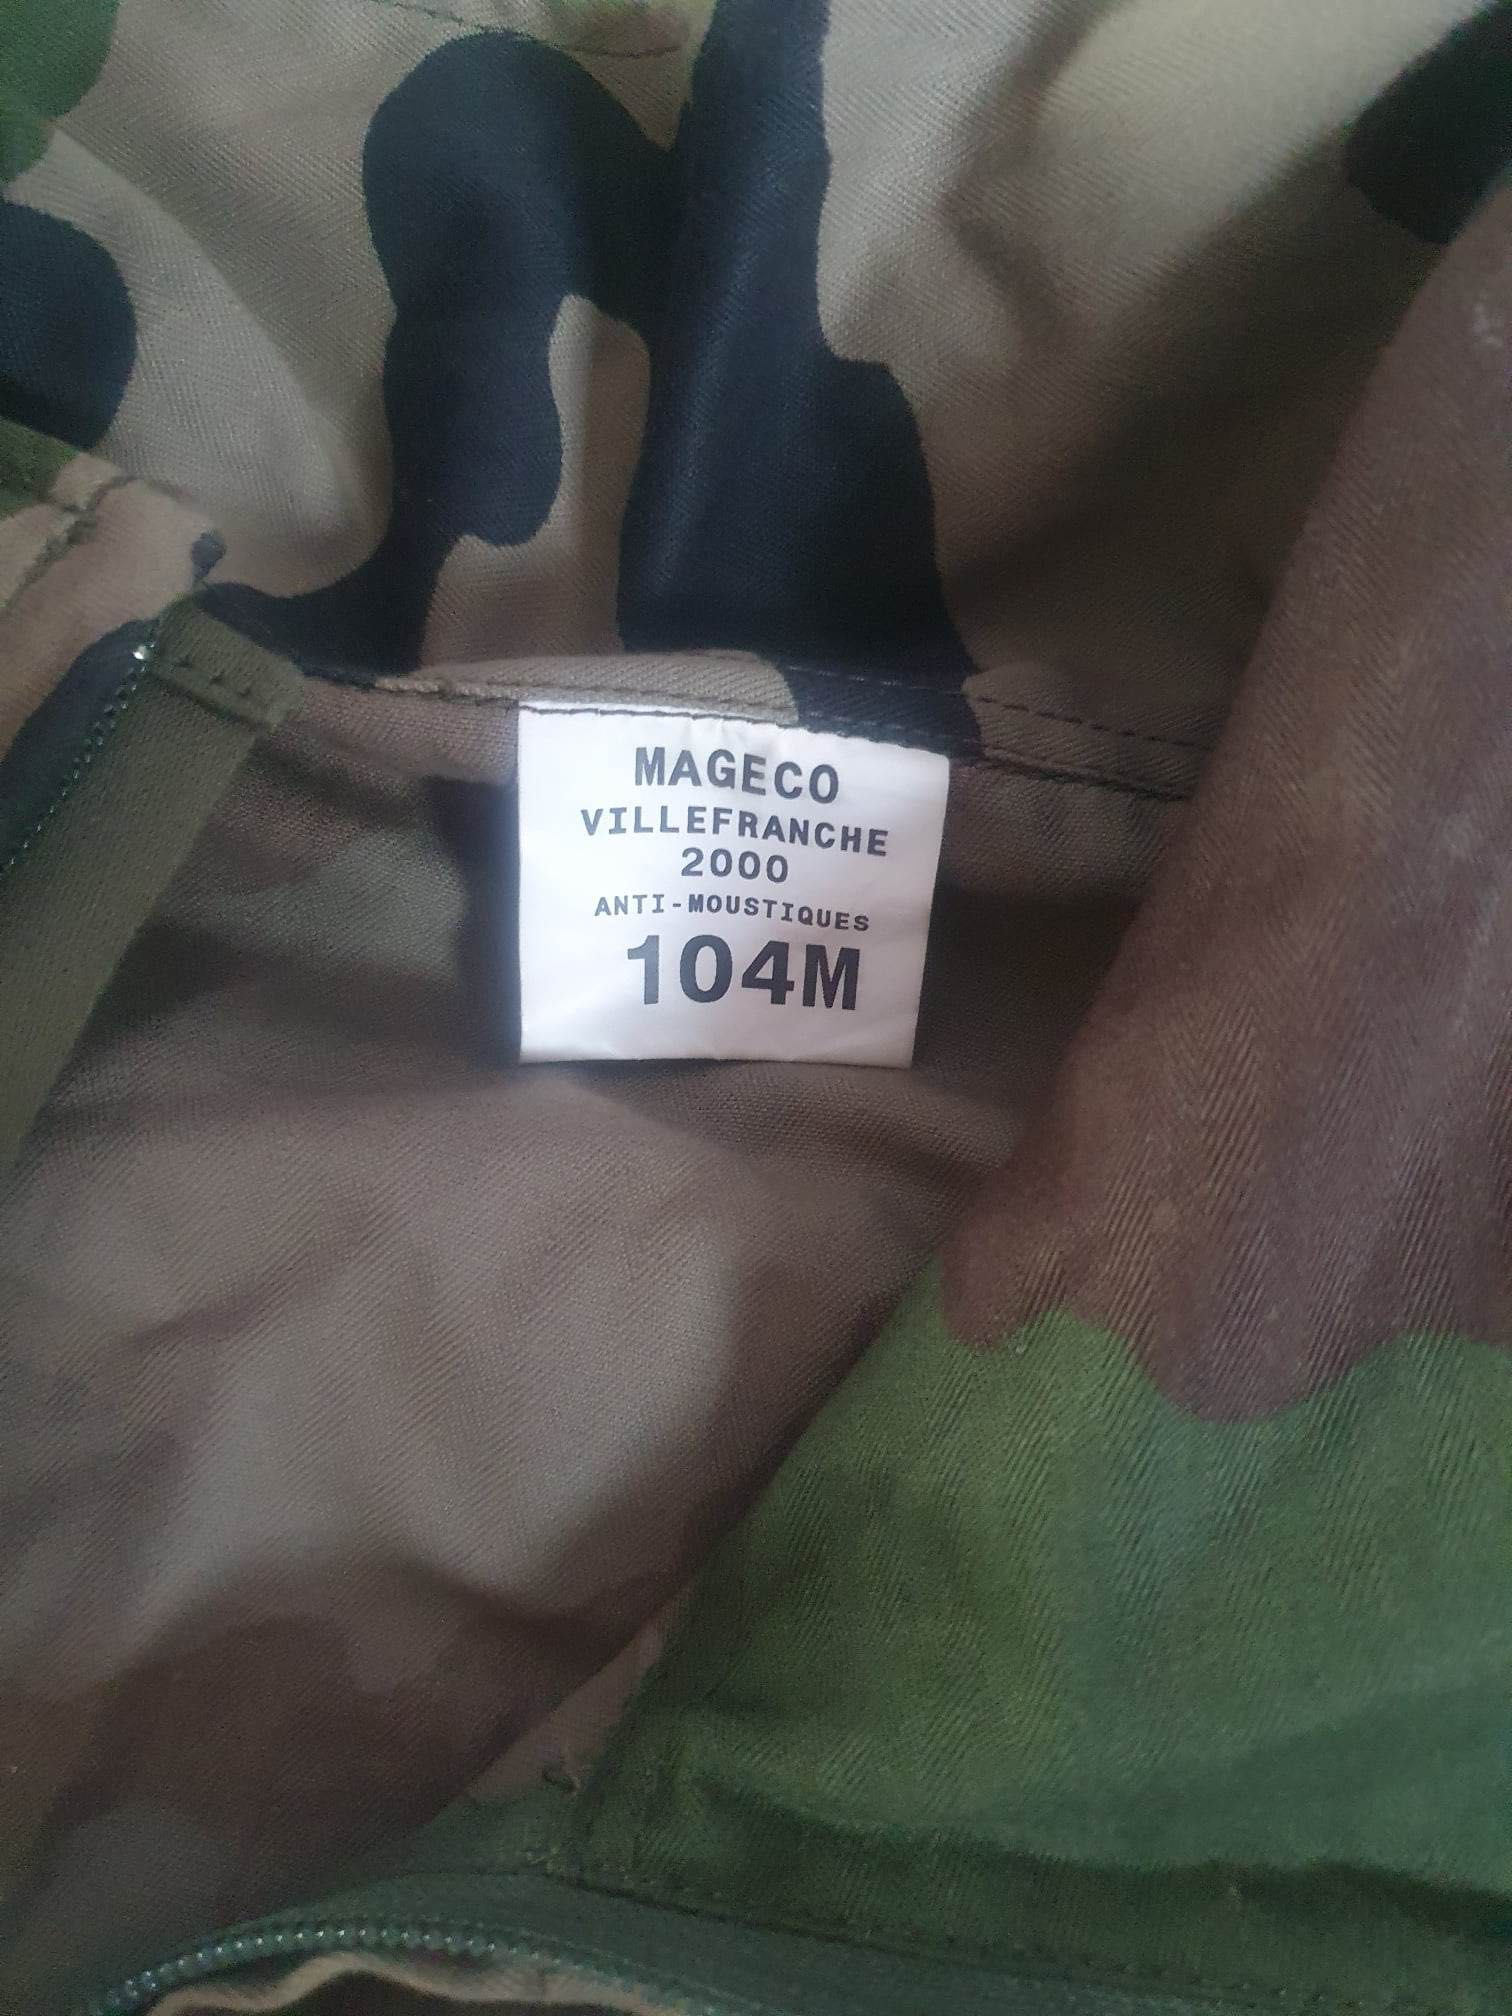 MAGECO
VILLEFRANCHE
2000
ANTI-MOUSTIQUES
104M